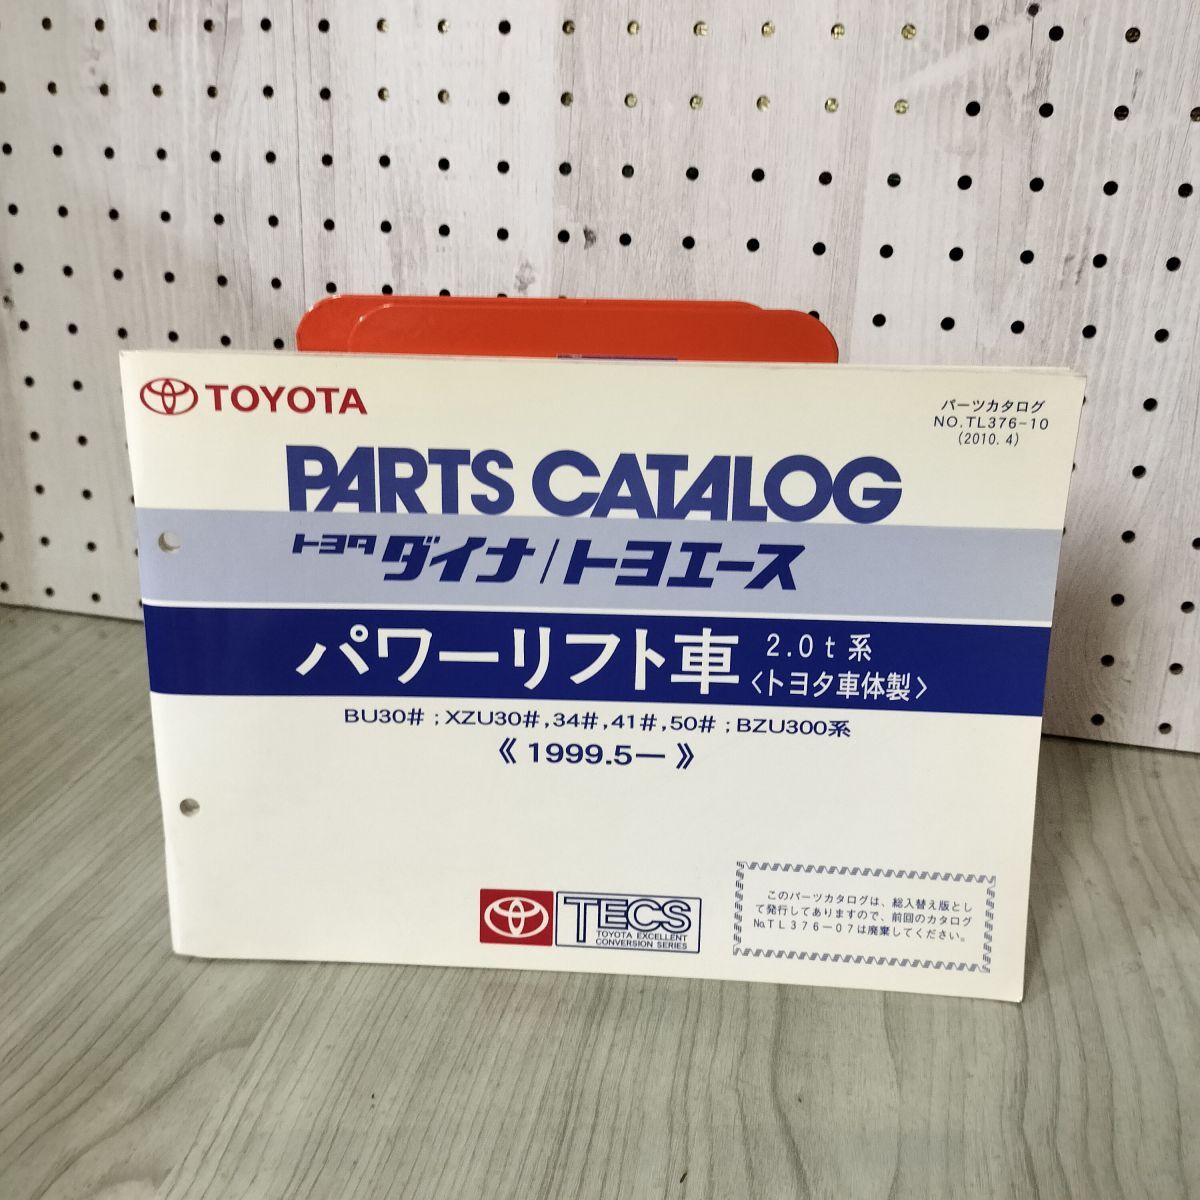 TOYOTA
パーツカタログ
NO.TL376-10
(2010.4)
PARTS CATALOG
トヨタ ダイナ/トヨエース
パワーリフト車 2.0t系
〈トヨタ車体製〉
BU30#;XZU30#,34#,41#,50#;BZU300系
《1999.5—》
TECS
TOYOTA EXCELLENT
CONVERSION SERIES
このパーツカタログは、総入替え版とし
て発行してありますので、前回のカタログ
№TL376−07は廃棄してください。